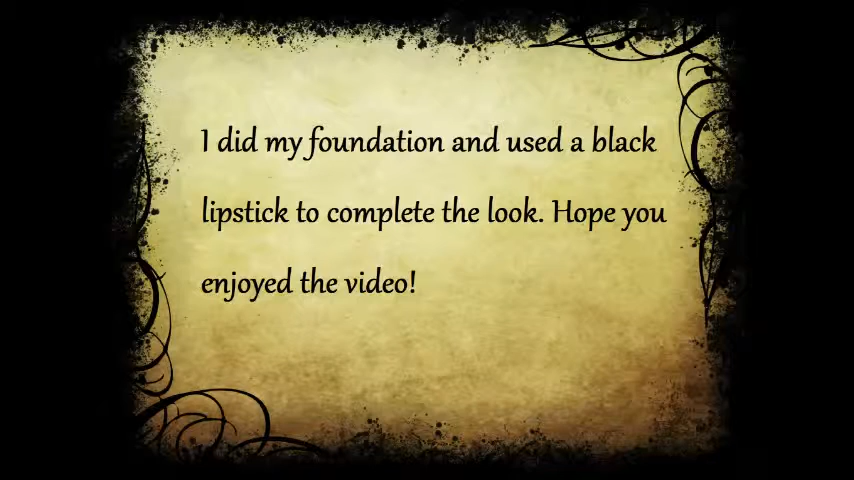 I did my foundation and used a black
lipstick to complete the look. Hope you
enjoyed the video!